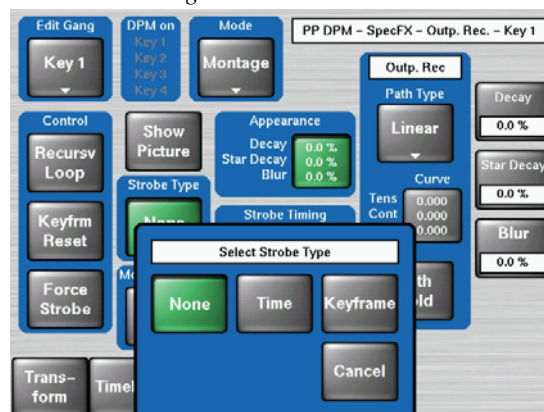 Edit Gang
Key 1
DPM on
Key 1
Key 2
Key 3
Key 4
Mode
Montage
PP DPM – SpecFX – Outp. Rec. – Key 1
Control
Recursv
Loop
Keyfrm
Reset
Force
Strobe
Show
Picture
Appearance
Decay 0.0 %
Star Decay 0.0 %
Blur 0.0 %
Strobe Type
None
Strobe Timing
Outp. Rec
Path Type
Linear
Curve
Tens 0.000
Cont 0.000
0.000
Decay
0.0 %
Star Decay
0.0 %
Blur
0.0 %
Select Strobe Type
None
Time
Keyframe
Cancel
Trans–
form